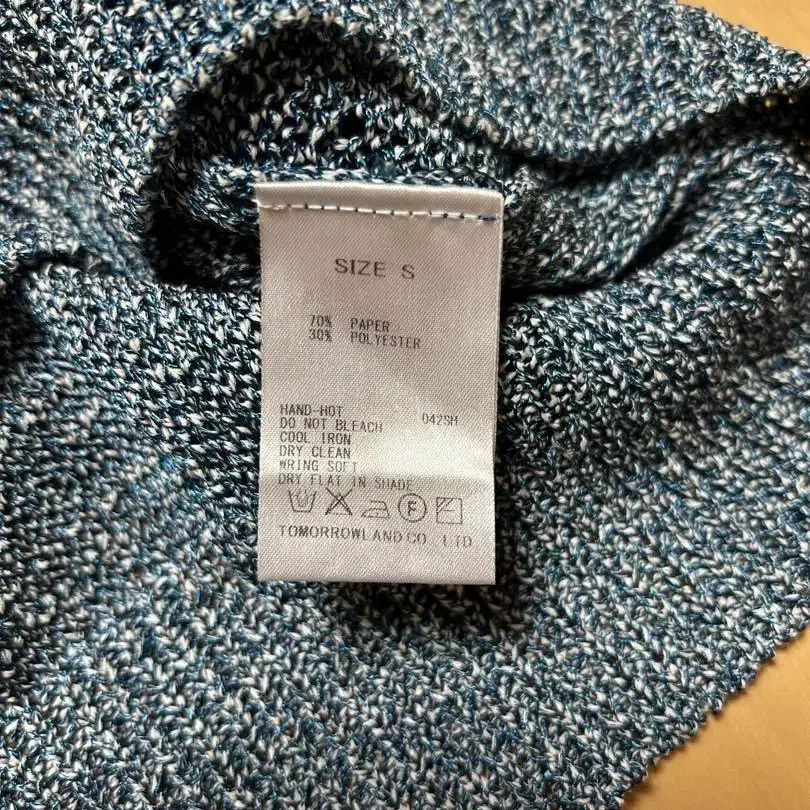 SIZE S
70% PAPER
30% POLYESTER
HAND-HOT 042SH
DO NOT BLEACH
COOL IRON
DRY CLEAN
WRING SOFT
DRY FLAT IN SHADE
F
TOMORROWLAND CO., LTD